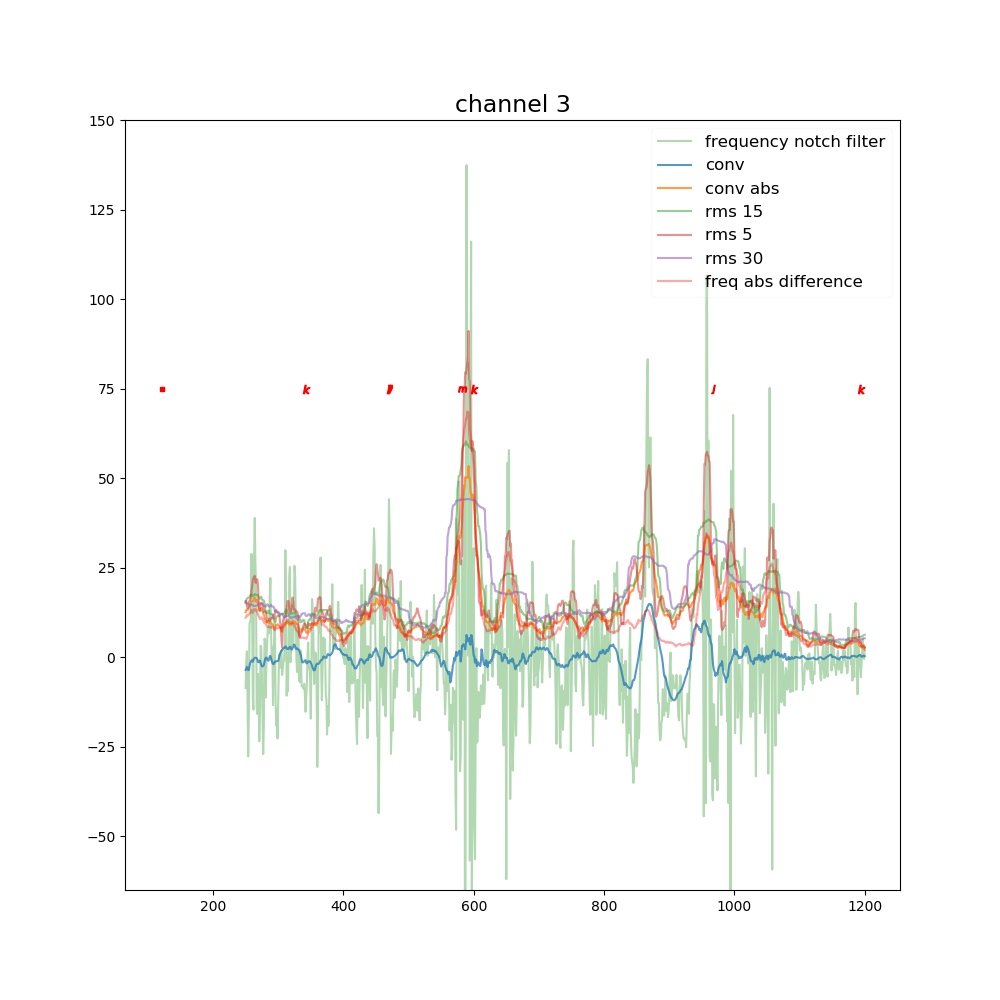 channel 3
150
125
100
75
50
25
0
−25
−50
frequency notch filter
conv
conv abs
rms 15
rms 5
rms 30
freq abs difference
k
m k
j
k
200 400 600 800 1000 1200